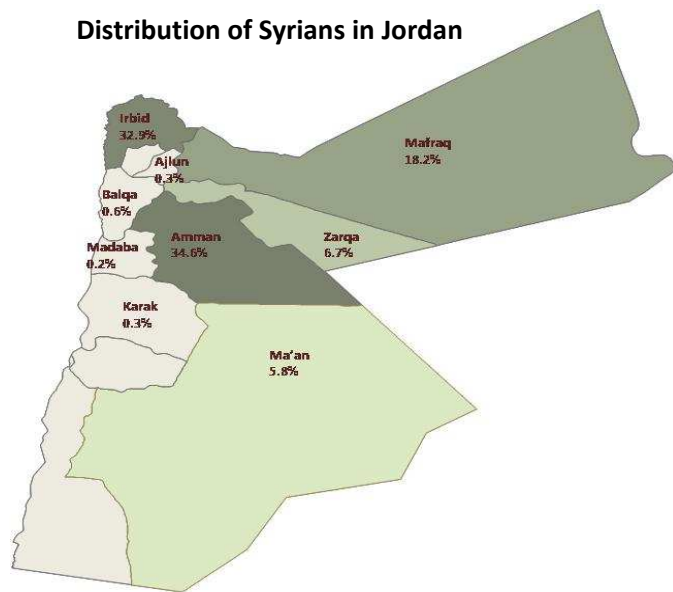 Distribution of Syrians in Jordan
Irbid
32.9%
Mafraq
18.2%
Ajlun
0.3%
Balqa
0.6%
Amman
34.6%
Zarqa
6.7%
Madaba
0.2%
Karak
0.3%
Ma'an
5.8%